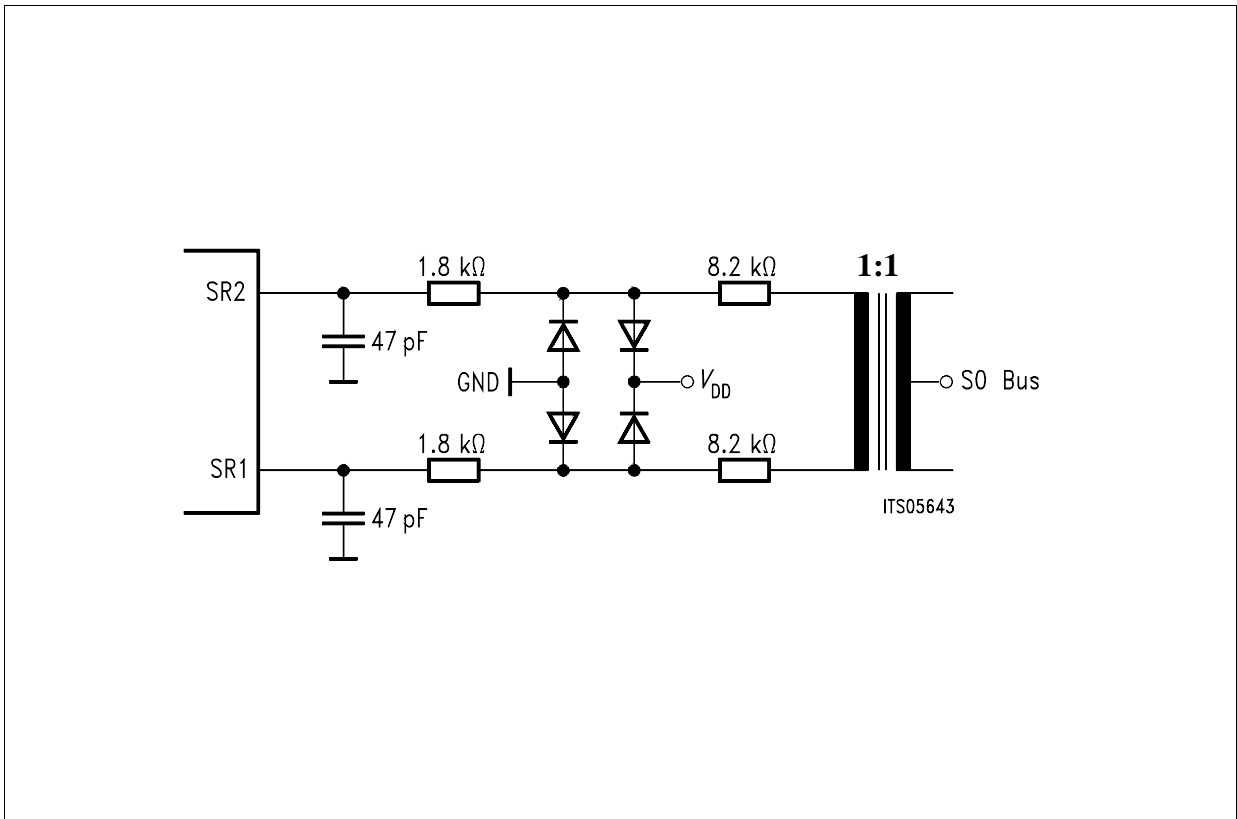 1.8 kΩ
8.2 kΩ
1:1
SR2
47 pF
GND
VDD
S0 Bus
1.8 kΩ
8.2 kΩ
SR1
47 pF
ITS05643